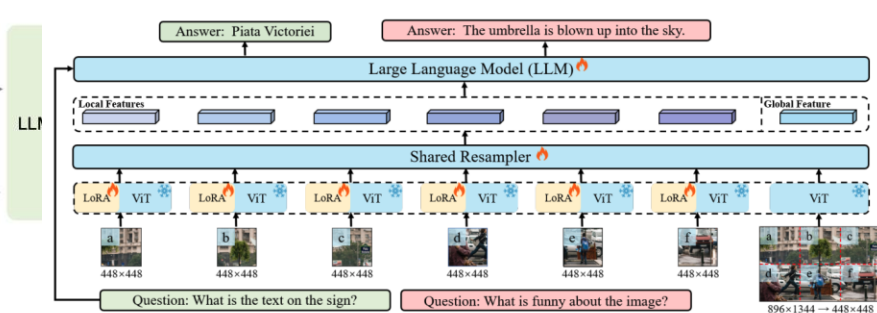 Answer: Piata Victoriei
Answer: The umbrella is blown up into the sky.
Large Language Model (LLM)
Local Features
Global Feature
Shared Resampler
LoRA ViT LoRA ViT LoRA ViT LoRA ViT LoRA ViT LoRA ViT ViT
a b c d e f a b c
d e f
448×448 448×448 448×448 448×448 448×448 448×448
Question: What is the text on the sign? Question: What is funny about the image?
896×1344 → 448×448